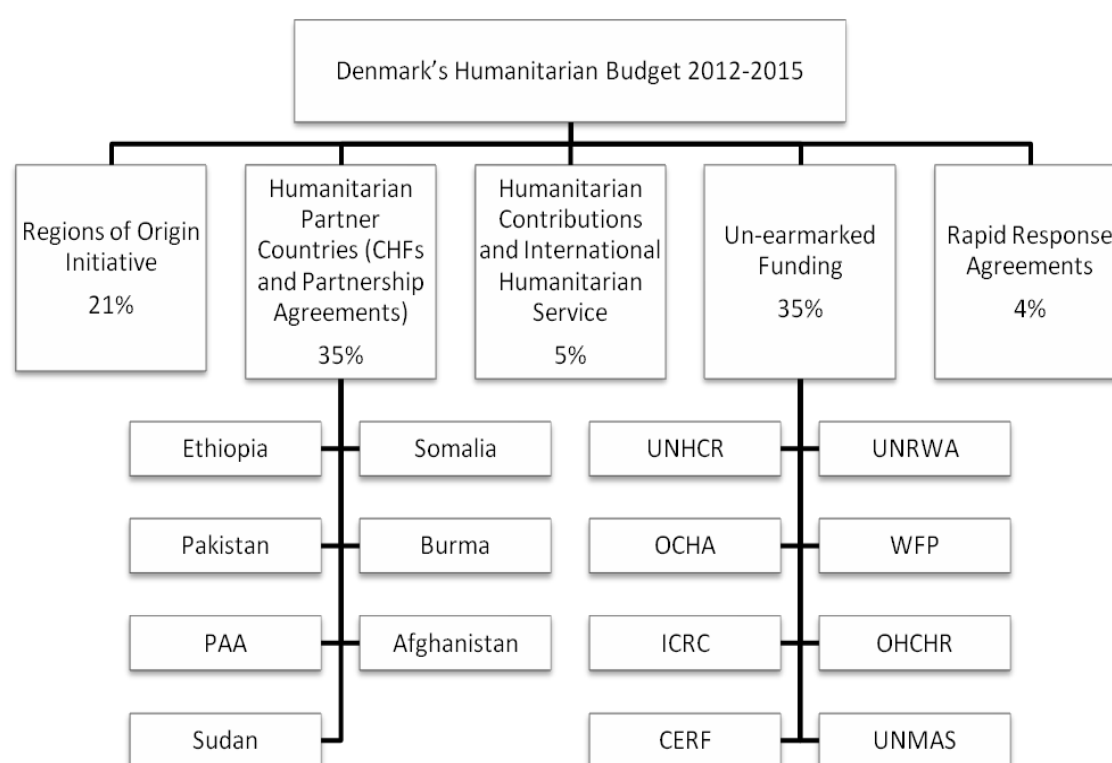 Denmark’s Humanitarian Budget 2012-2015
Regions of Origin
Initiative
21%
Humanitarian
Partner
Countries (CHFs
and Partnership
Agreements)
35%
Humanitarian
Contributions
and International
Humanitarian
Service
5%
Un-earmarked
Funding
35%
Rapid Response
Agreements
4%
Ethiopia
Somalia
Pakistan
Burma
PAA
Afghanistan
Sudan
UNHCR
UNRWA
OCHA
WFP
ICRC
OHCHR
CERF
UNMAS